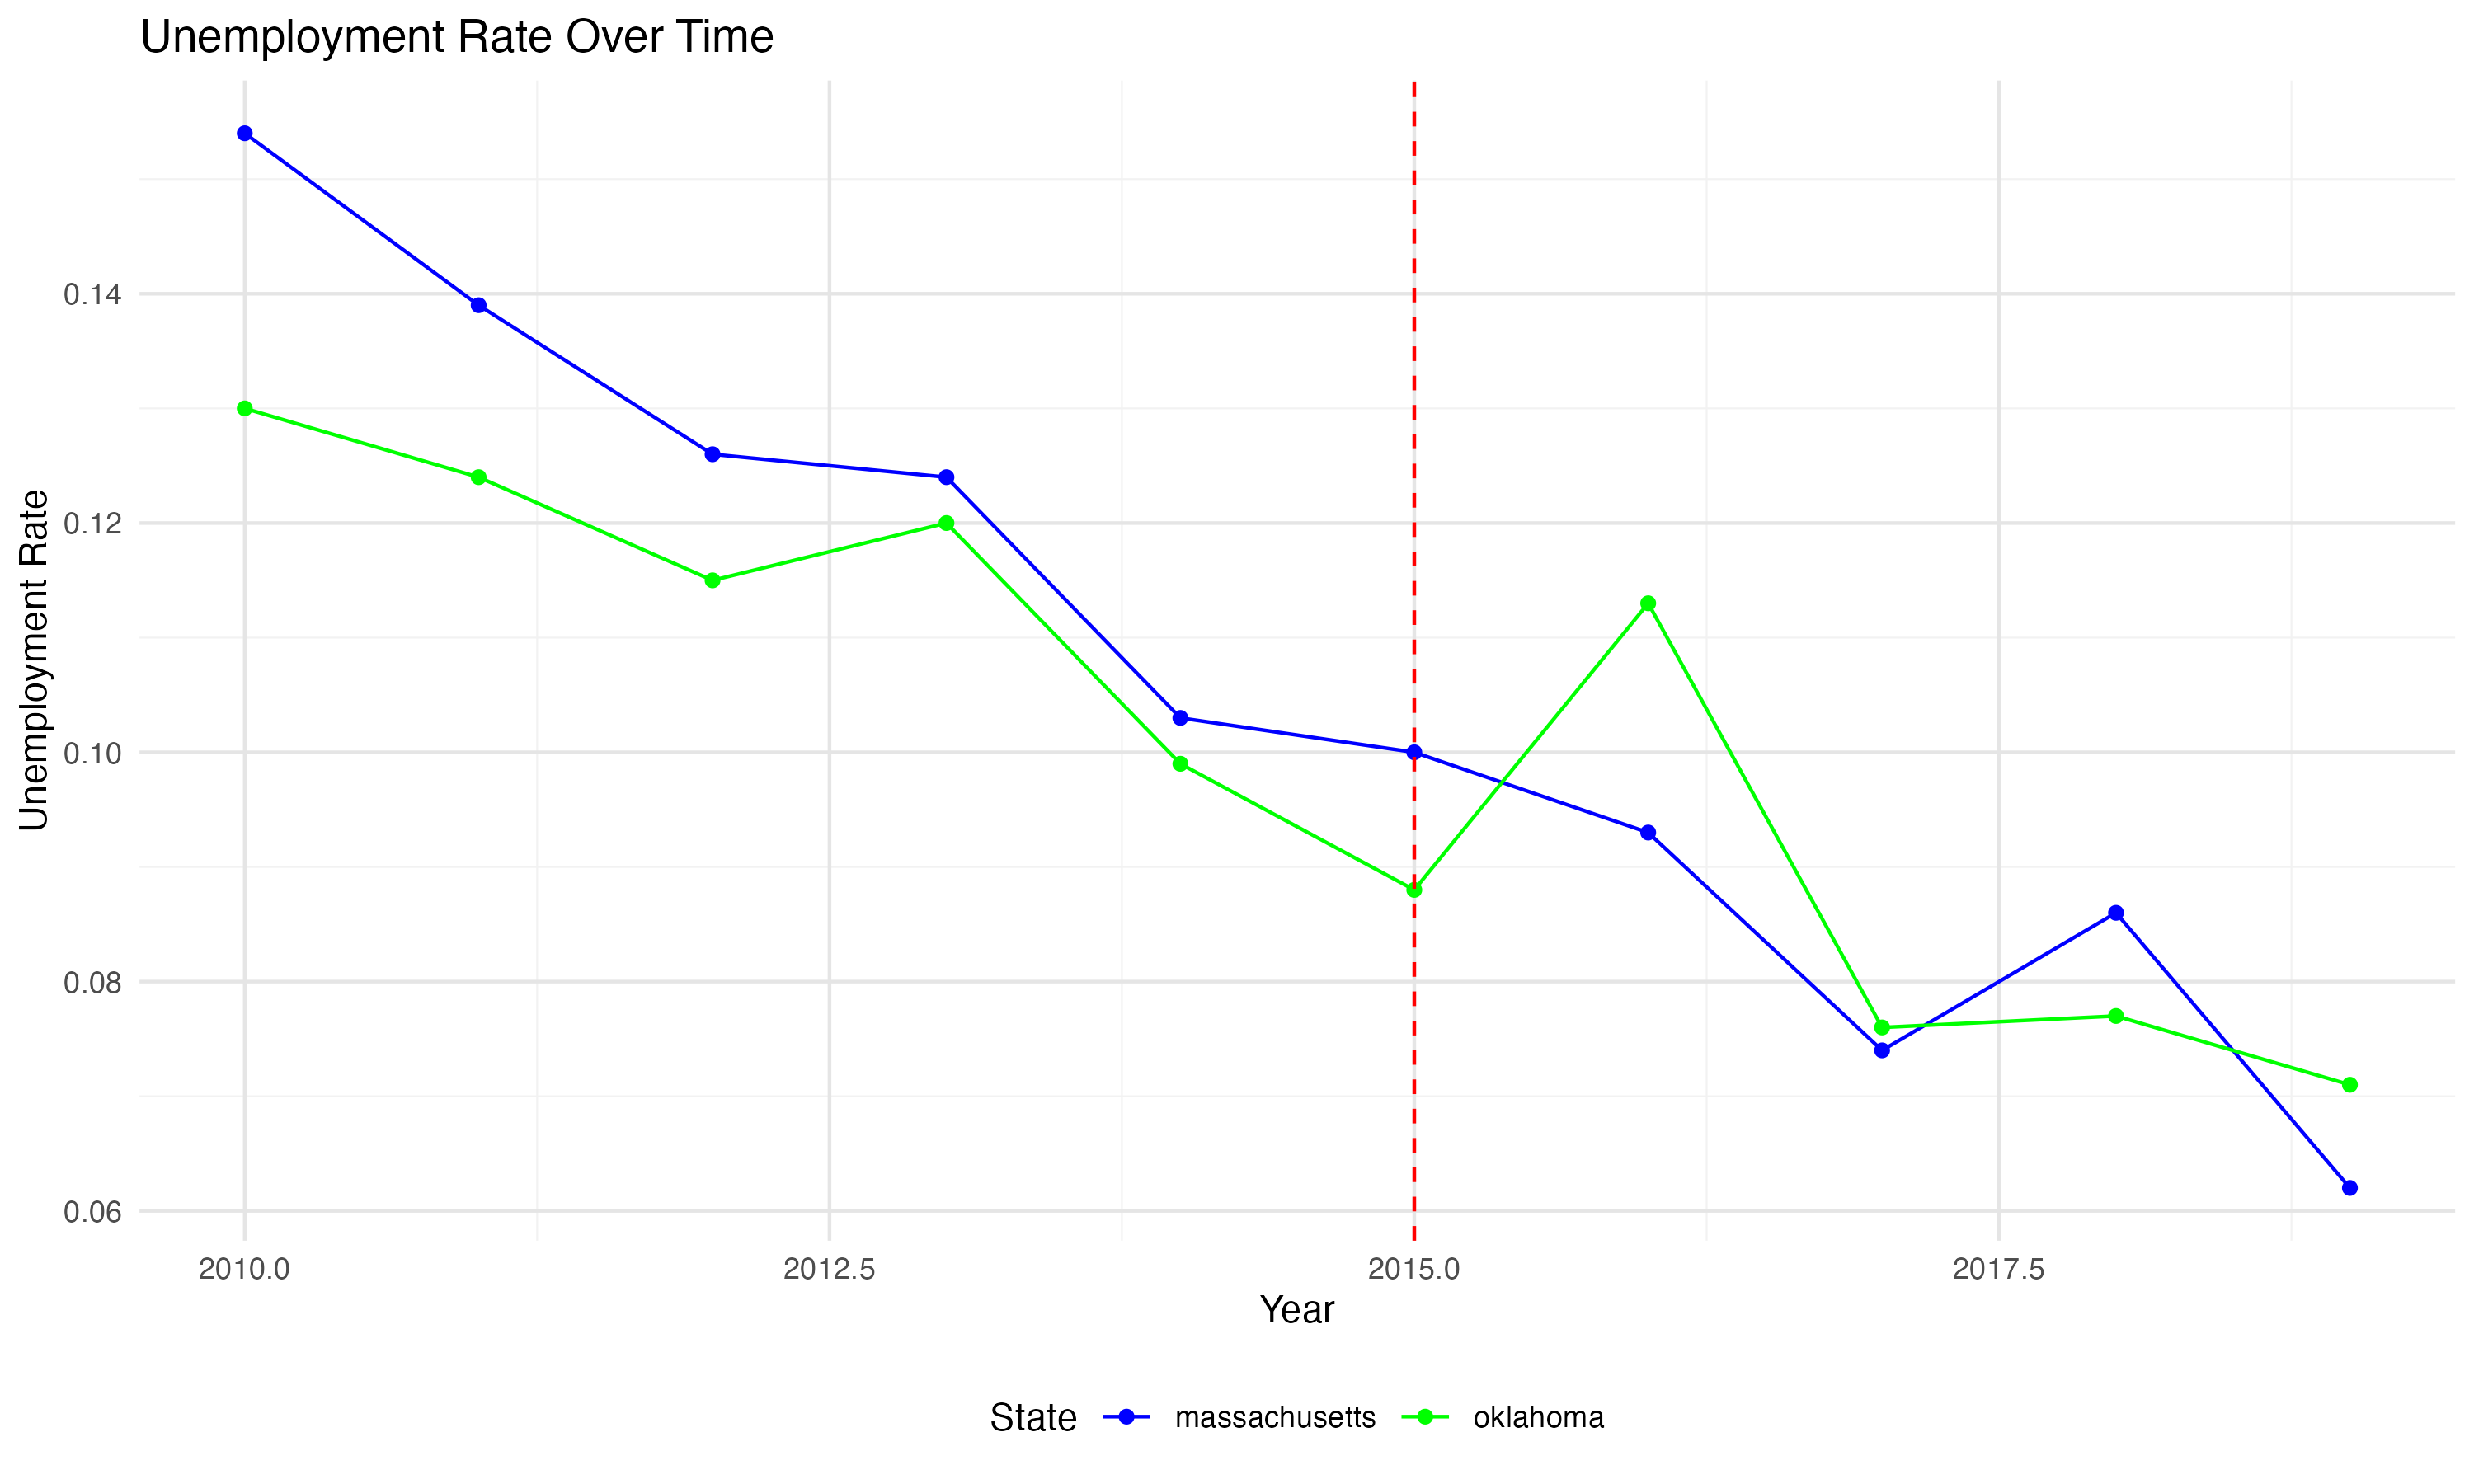 Unemployment Rate Over Time
Unemployment Rate
0.14
0.12
0.10
0.08
0.06
2010.0 2012.5 2015.0 2017.5
Year
State massachusetts oklahoma